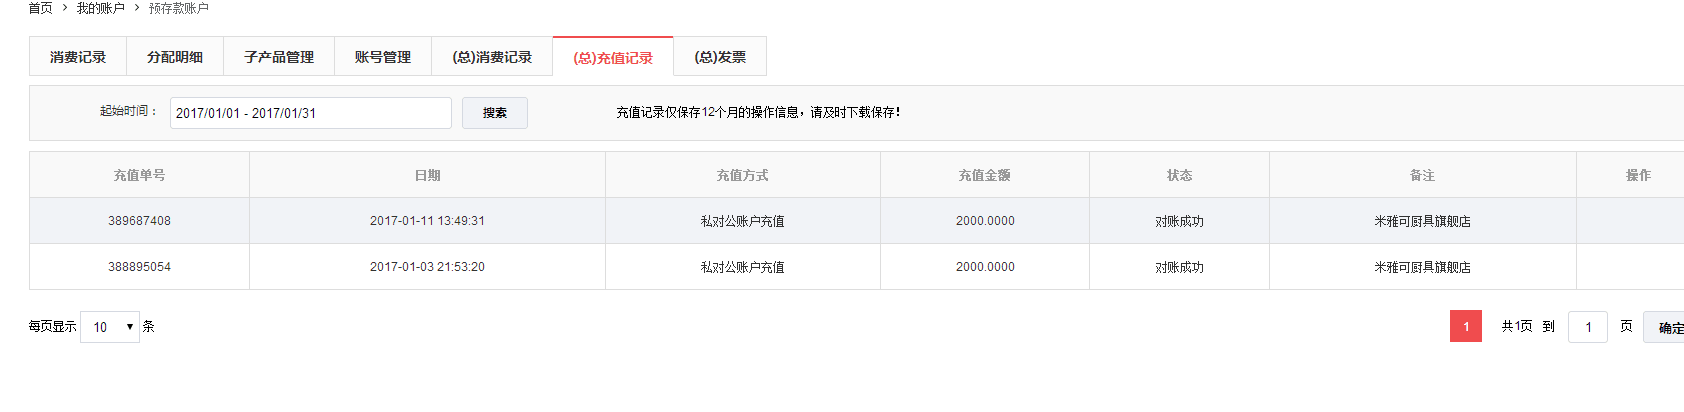 首页 > 我的账户 > 预存款账户
消费记录 分配明细 子产品管理 账号管理 (总)消费记录 (总)充值记录 (总)发票
起始时间： 2017/01/01 - 2017/01/31 搜索 充值记录仅保存12个月的操作信息，请及时下载保存!
充值单号 日期 充值方式 充值金额 状态 备注 操作
389687408 2017-01-11 13:49:31 私对公账户充值 2000.0000 对账成功 米雅可厨具旗舰店
388895054 2017-01-03 21:53:20 私对公账户充值 2000.0000 对账成功 米雅可厨具旗舰店
每页显示 10 ▼ 条 1 共1页 到 1 页 确定